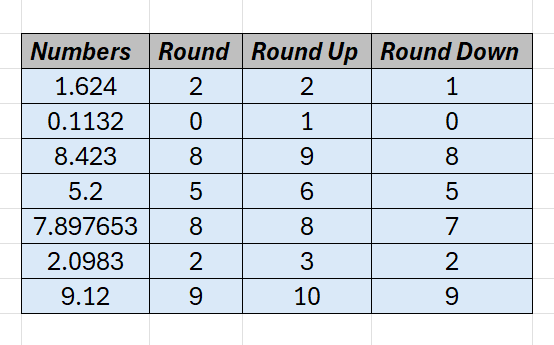 Numbers Round Round Up Round Down
1.624 2 2 1
0.1132 0 1 0
8.423 8 9 8
5.2 5 6 5
7.897653 8 8 7
2.0983 2 3 2
9.12 9 10 9